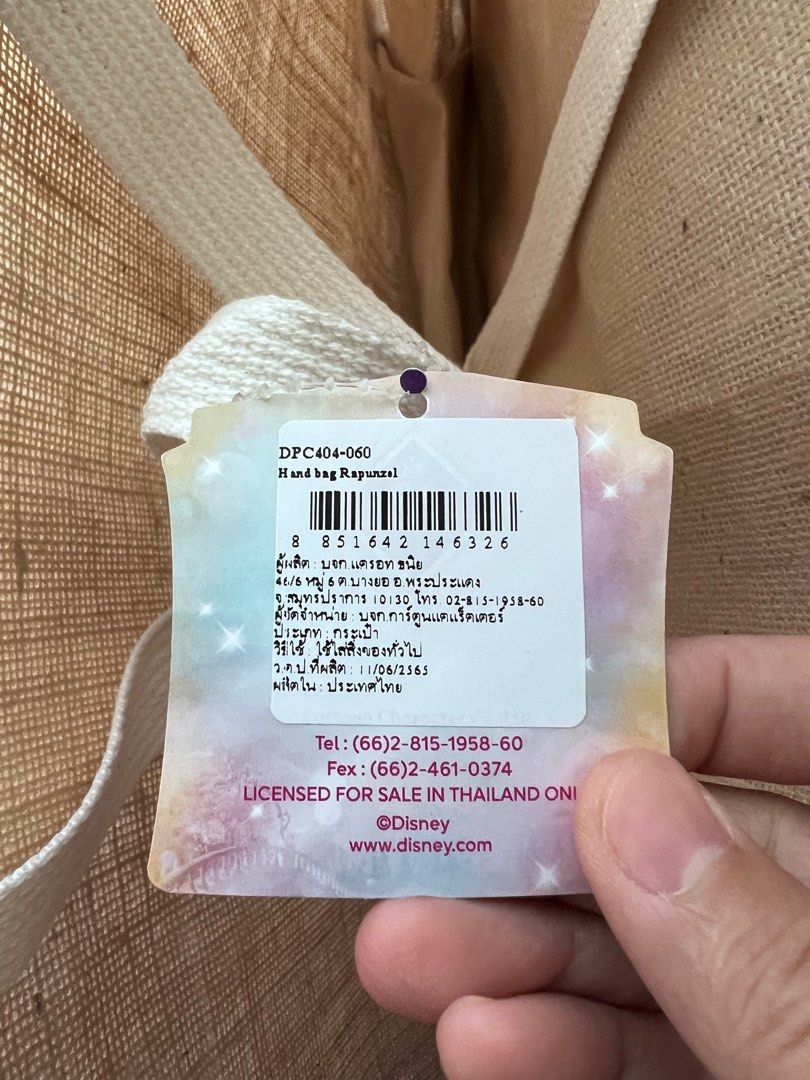 DPC404-060
Hand bag Rapunzel
8 851642 146326
ผู้ผลิต : บจก.แครอท ธนิย
46/6 หมู่ 6 ต.บางยอ อ.พระประแดง
จ.สมุทรปราการ 10130 โทร. 02-815-1958-60
ผู้จัดจำหน่าย : บจก.การ์ตูนแคแร็คเตอร์
ประเภท : กระเป๋า
วิธีใช้ : ใช้ใส่สิ่งของทั่วไป
ว.ด.ป ที่ผลิต : 11/06/2565
ผลิตใน : ประเทศไทย
Tel : (66)2-815-1958-60
Fex : (66)2-461-0374
LICENSED FOR SALE IN THAILAND
©Disney
www.disney.com